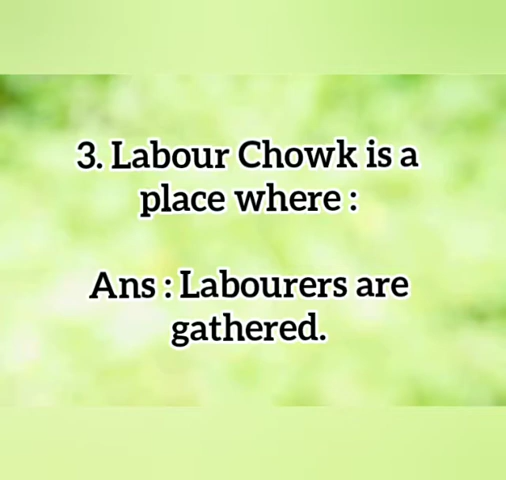 3. Labour Chowk is a
place where :
Ans : Labourers are
gathered.